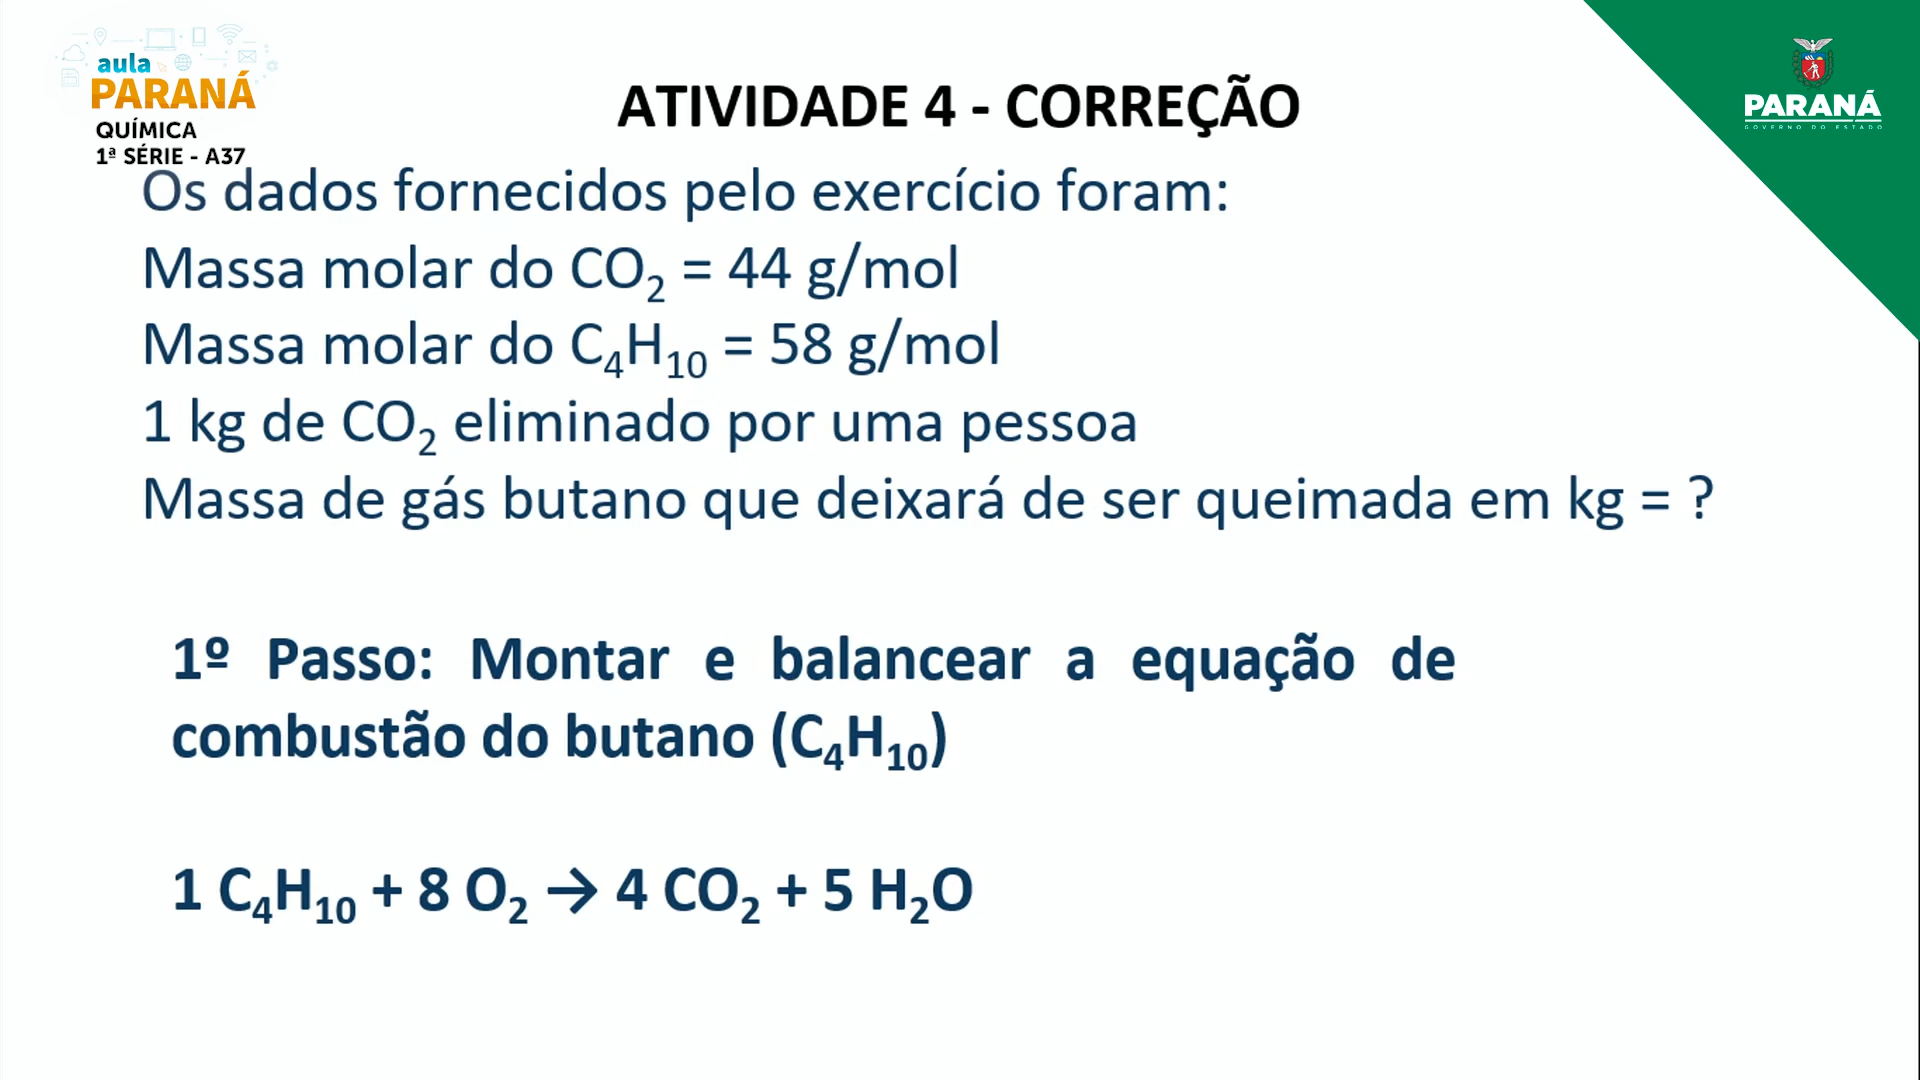 aula
PARANÁ
QUÍMICA
1ª SÉRIE - A37
ATIVIDADE 4 - CORREÇÃO
PARANÁ
GOVERNO DO ESTADO
Os dados fornecidos pelo exercício foram:
Massa molar do CO₂ = 44 g/mol
Massa molar do C₄H₁₀ = 58 g/mol
1 kg de CO₂ eliminado por uma pessoa
Massa de gás butano que deixará de ser queimada em kg = ?
1º Passo: Montar e balancear a equação de
combustão do butano (C₄H₁₀)
1 C₄H₁₀ + 8 O₂ → 4 CO₂ + 5 H₂O